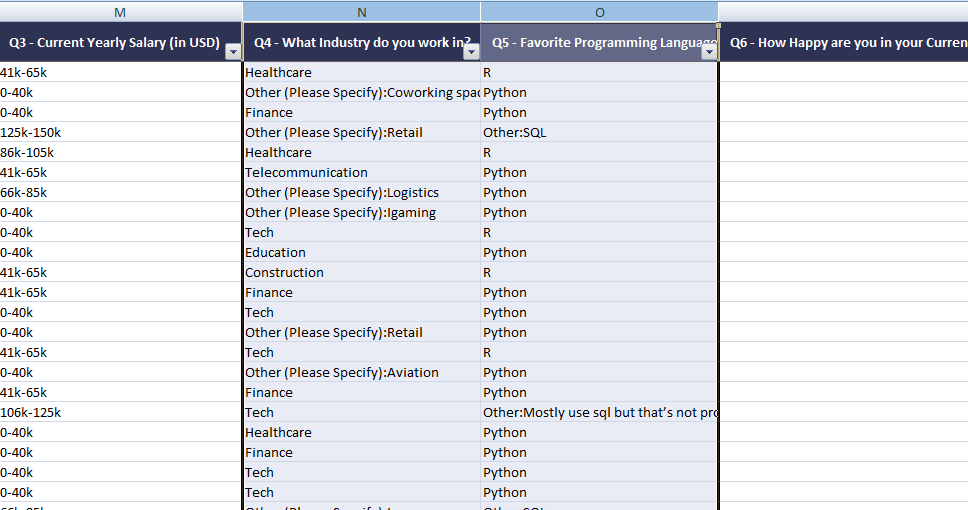 M N O
Q3 - Current Yearly Salary (in USD) Q4 - What Industry do you work in? Q5 - Favorite Programming Language Q6 - How Happy are you in your Curren
41k-65k Healthcare R
0-40k Other (Please Specify):Coworking spac Python
0-40k Finance Python
125k-150k Other (Please Specify):Retail Other:SQL
86k-105k Healthcare R
41k-65k Telecommunication Python
66k-85k Other (Please Specify):Logistics Python
0-40k Other (Please Specify):Igaming Python
0-40k Tech R
0-40k Education Python
41k-65k Construction R
41k-65k Finance Python
0-40k Tech Python
0-40k Other (Please Specify):Retail Python
41k-65k Tech R
0-40k Other (Please Specify):Aviation Python
41k-65k Finance Python
106k-125k Tech Other:Mostly use sql but that’s not pro
0-40k Healthcare Python
0-40k Finance Python
0-40k Tech Python
0-40k Tech Python